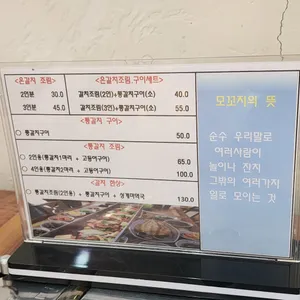 <은갈치 조림>
2인분 30.0
3인분 45.0
<은갈치조림,구이세트>
갈치조림(2인)+통갈치구이(소) 40.0
갈치조림(3인)+통갈치구이(소) 55.0
<통갈치 구이>
○ 통갈치구이 50.0
<통갈치 조림>
○ 2인용(통갈치1마리 + 고등어구이) 65.0
○ 4인용(통갈치2마리 + 고등어구이) 100.0
<갈치 한상>
○ 통갈치조림(2인용) + 통갈치구이 + 성게미역국 130.0
모꼬지의 뜻
순수 우리말로
여러사람이
놀이나 잔치
그밖의 여러가지
일로 모이는 것